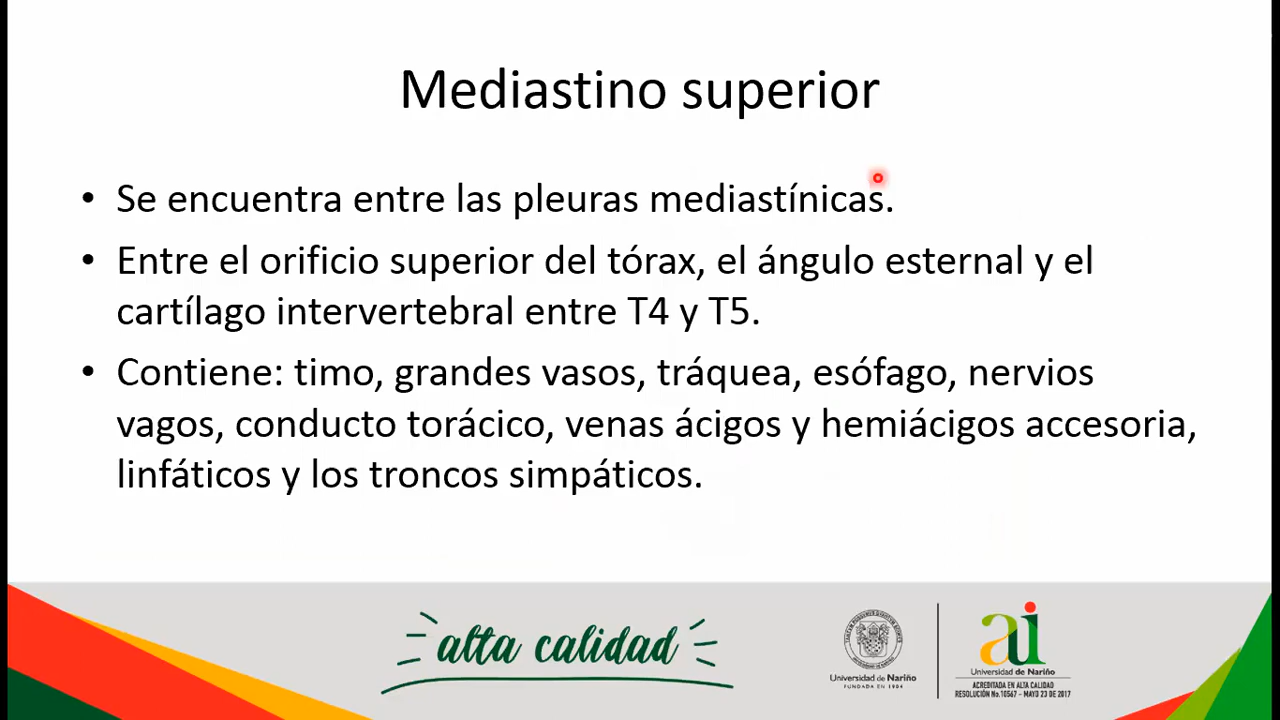 Mediastino superior
• Se encuentra entre las pleuras mediastínicas.
• Entre el orificio superior del tórax, el ángulo esternal y el
cartílago intervertebral entre T4 y T5.
• Contiene: timo, grandes vasos, tráquea, esófago, nervios
vagos, conducto torácico, venas ácigos y hemiácigos accesoria,
linfáticos y los troncos simpáticos.
alta calidad
Universidad de Nariño
FUNDADA EN 1904
ai
Universidad de Nariño
ACREDITADA EN ALTA CALIDAD
RESOLUCIÓN No.10567 - MAYO 23 DE 2017